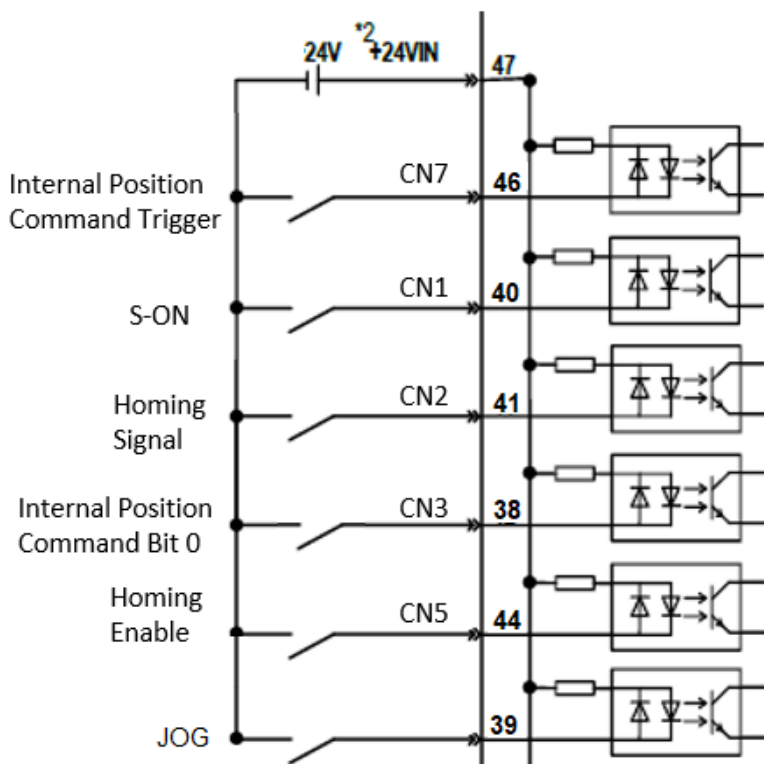 24V *2 +24VIN 47
Internal Position
Command Trigger
CN7 46
S-ON
CN1 40
Homing
Signal
CN2 41
Internal Position
Command Bit 0
CN3 38
Homing
Enable
CN5 44
JOG
39